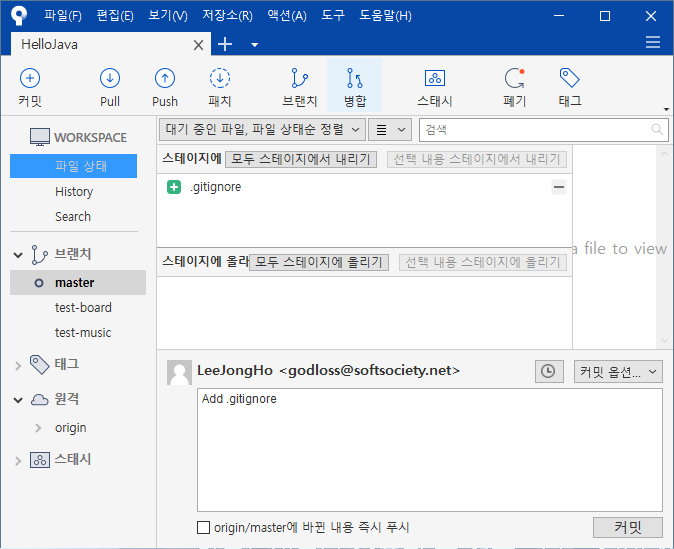 파일(F) 편집(E) 보기(V) 저장소(R) 액션(A) 도구 도움말(H)
HelloJava
커밋 Pull Push 패치 브랜치 병합 스태시 폐기 태그
WORKSPACE
파일 상태
History
Search
브랜치
master
test-board
test-music
태그
원격
origin
스태시
대기 중인 파일, 파일 상태순 정렬 검색
스테이지에 모두 스테이지에서 내리기 선택 내용 스테이지에서 내리기
.gitignore
스테이지에 올라 모두 스테이지에 올리기 선택 내용 스테이지에 올리기
a file to view
LeeJongHo <godloss@softsociety.net> 커밋 옵션...
Add .gitignore
origin/master에 바뀐 내용 즉시 푸시 커밋